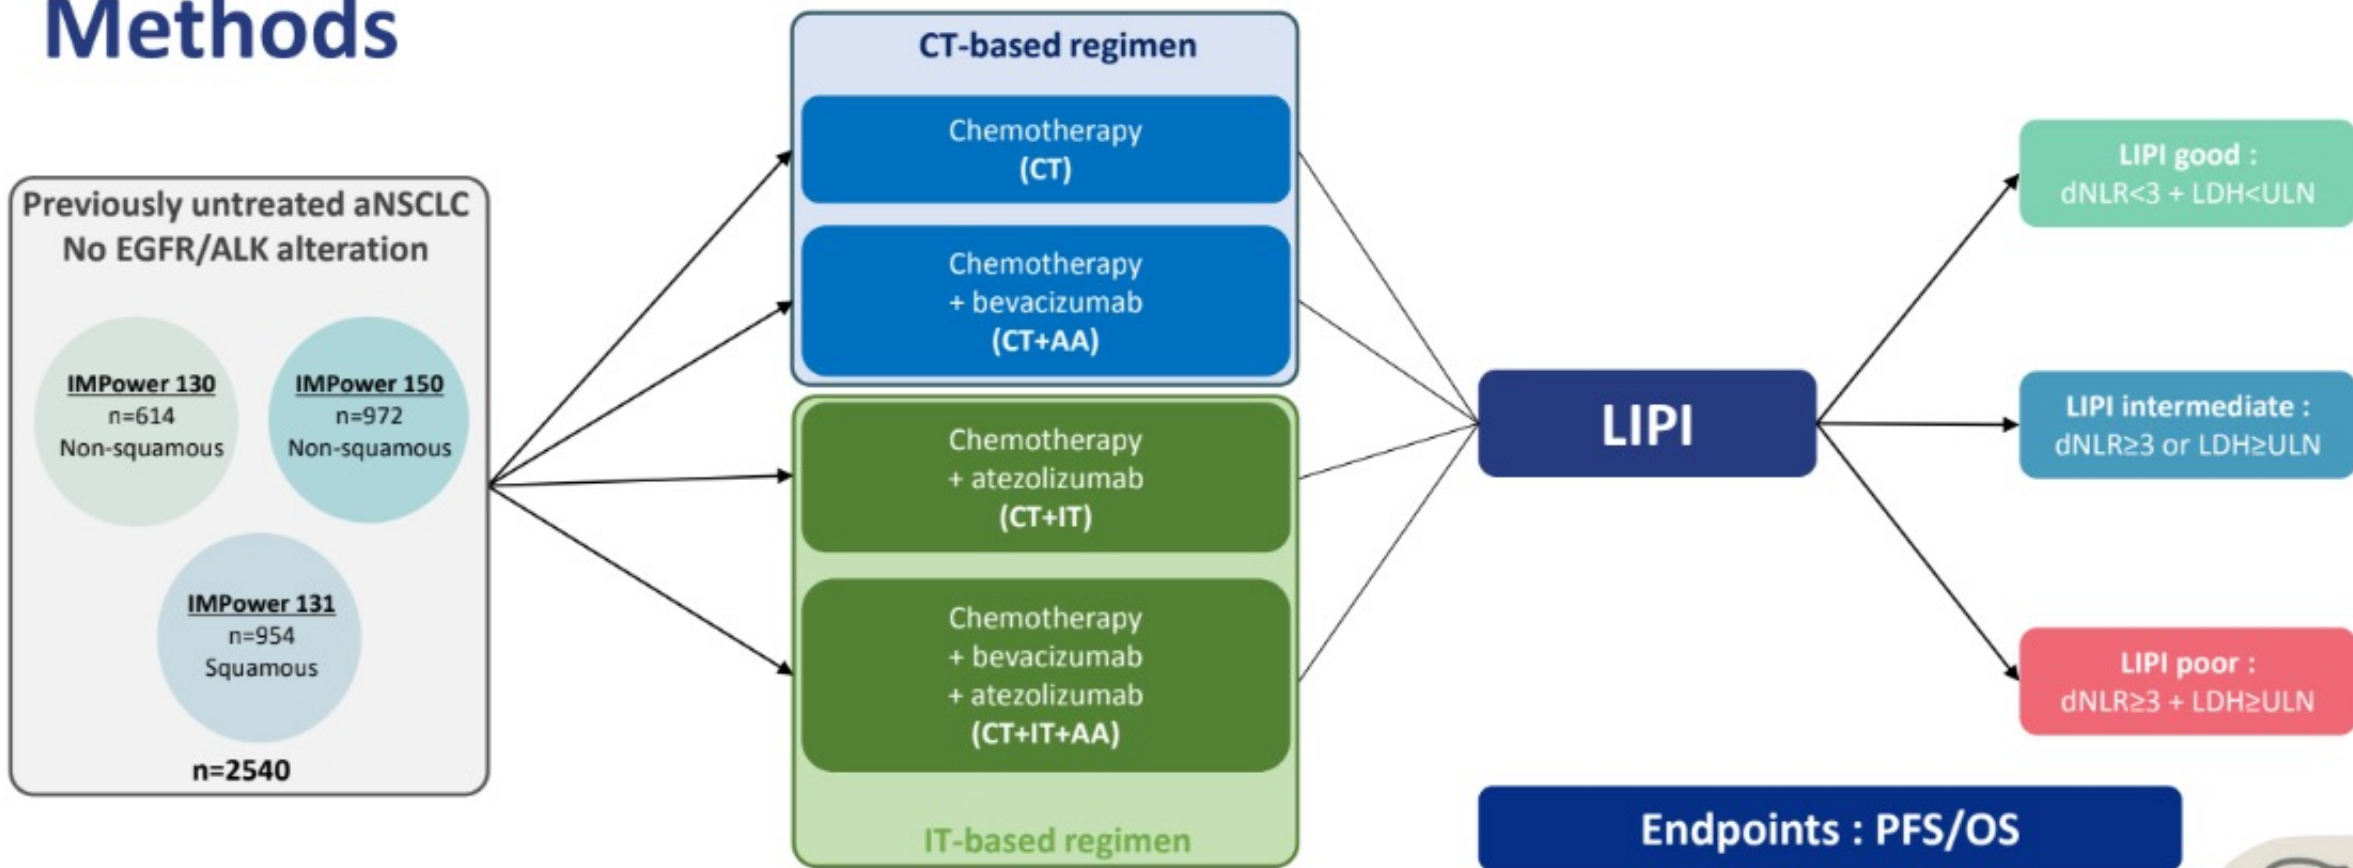 Methods
Previously untreated aNSCLC
No EGFR/ALK alteration
IMPower 130
n=614
Non-squamous
IMPower 150
n=972
Non-squamous
IMPower 131
n=954
Squamous
n=2540
CT-based regimen
Chemotherapy
(CT)
Chemotherapy
+ bevacizumab
(CT+AA)
Chemotherapy
+ atezolizumab
(CT+IT)
Chemotherapy
+ bevacizumab
+ atezolizumab
(CT+IT+AA)
IT-based regimen
LIPI
LIPI good :
dNLR<3 + LDH<ULN
LIPI intermediate :
dNLR≥3 or LDH≥ULN
LIPI poor :
dNLR≥3 + LDH≥ULN
Endpoints : PFS/OS